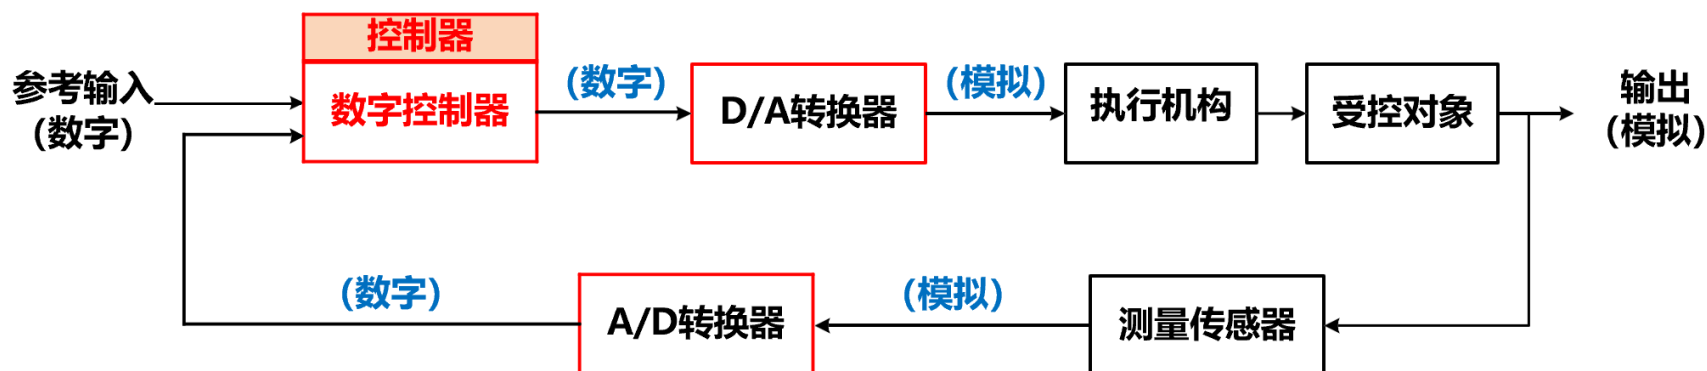 控制器
参考输入
(数字)
数字控制器
(数字)
D/A转换器
(模拟)
执行机构
受控对象
输出
(模拟)
(数字)
A/D转换器
(模拟)
测量传感器